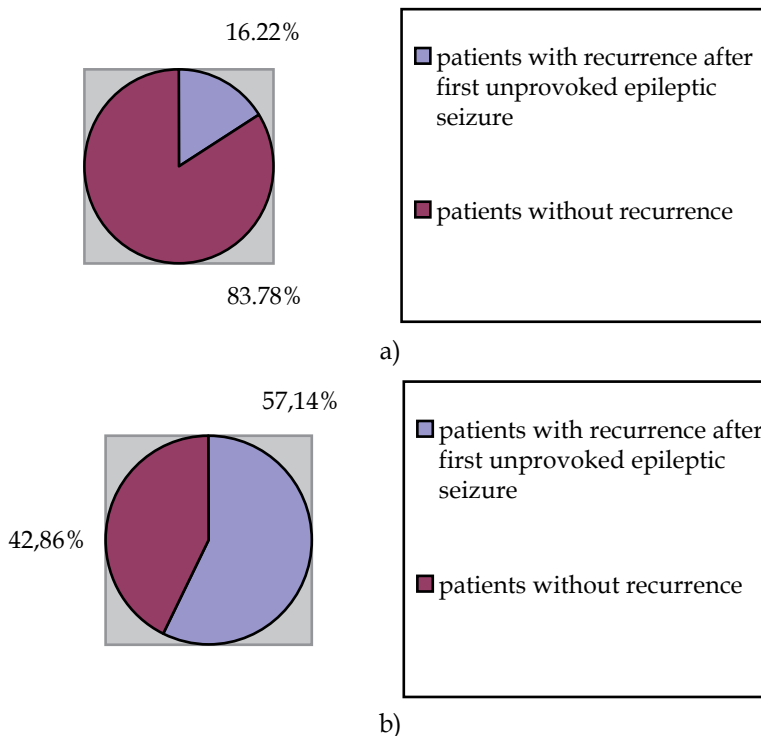 16.22%
patients with recurrence after
first unprovoked epileptic
seizure
patients without recurrence
83.78%
a)
57,14%
patients with recurrence after
first unprovoked epileptic
seizure
42,86%
patients without recurrence
b)